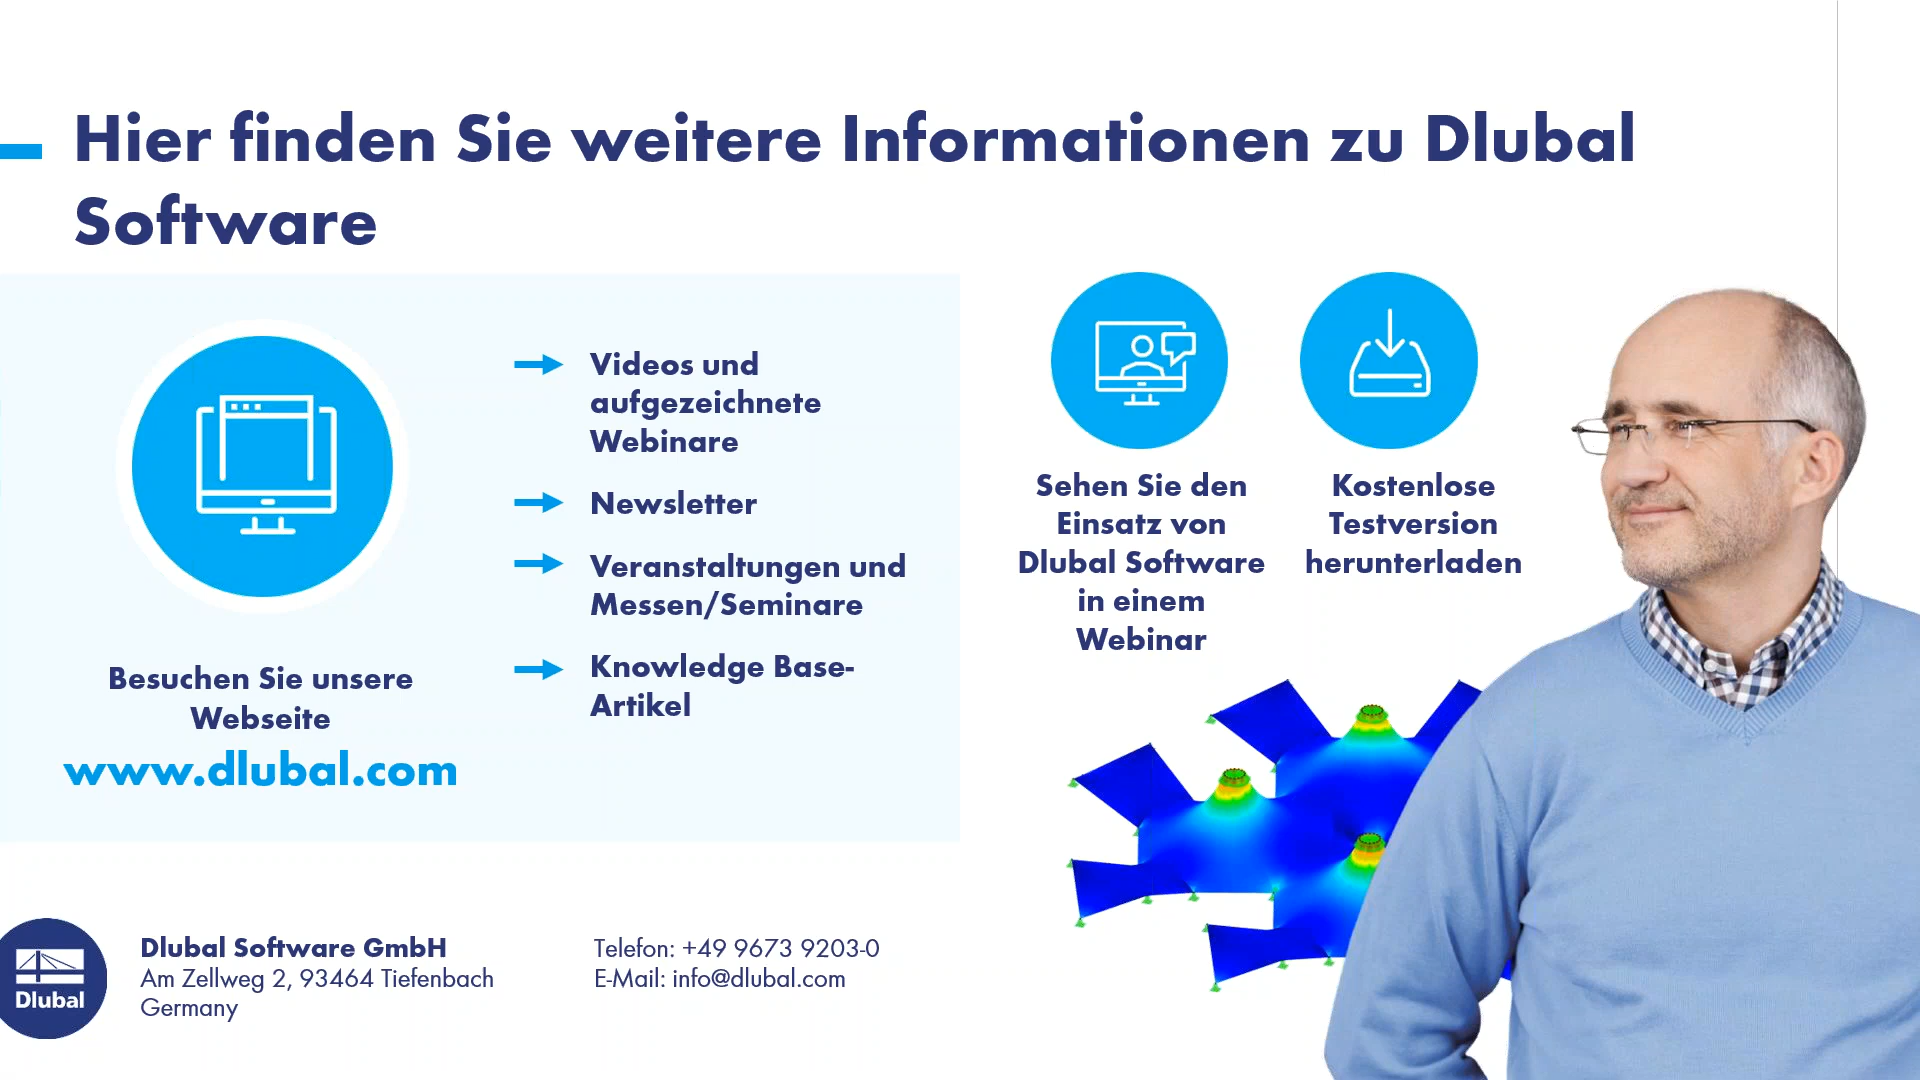 Hier finden Sie weitere Informationen zu Dlubal
Software
Besuchen Sie unsere
Webseite
www.dlubal.com
Videos und
aufgezeichnete
Webinare
Newsletter
Veranstaltungen und
Messen/Seminare
Knowledge Base-
Artikel
Sehen Sie den
Einsatz von
Dlubal Software
in einem
Webinar
Kostenlose
Testversion
herunterladen
Dlubal
Dlubal Software GmbH
Am Zellweg 2, 93464 Tiefenbach
Germany
Telefon: +49 9673 9203-0
E-Mail: info@dlubal.com